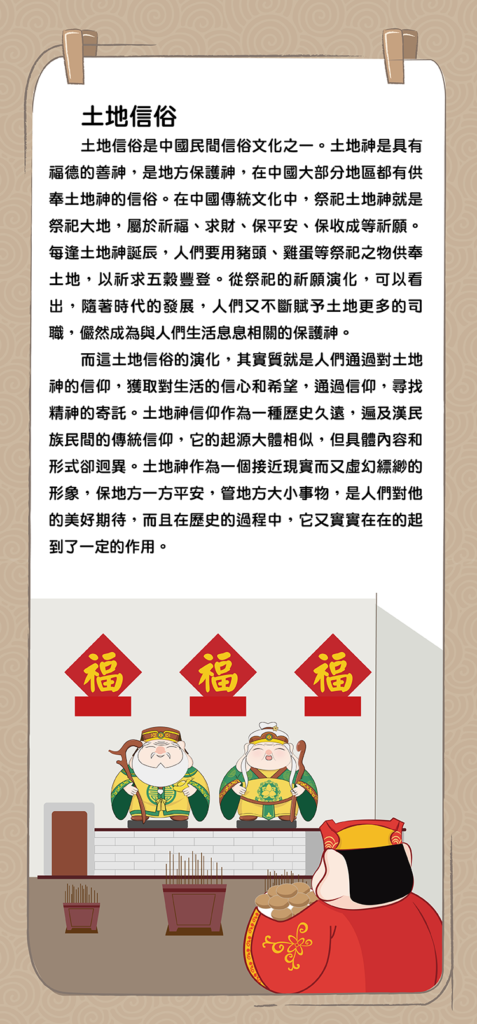 土地信俗
土地信俗是中國民間信俗文化之一。土地神是具有
福德的善神，是地方保護神，在中國大部分地區都有供
奉土地神的信俗。在中國傳統文化中，祭祀土地神就是
祭祀大地，屬於祈福、求財、保平安、保收成等祈願。
每逢土地神誕辰，人們要用豬頭、雞蛋等祭祀之物供奉
土地，以祈求五穀豐登。從祭祀的祈願演化，可以看
出，隨著時代的發展，人們又不斷賦予土地更多的司
職，儼然成為與人們生活息息相關的保護神。
而這土地信俗的演化，其實質就是人們通過對土地
神的信仰，獲取對生活的信心和希望，通過信仰，尋找
精神的寄託。土地神信仰作為一種歷史久遠，遍及漢民
族民間的傳統信仰，它的起源大體相似，但具體內容和
形式卻迥異。土地神作為一個接近現實而又虛幻縹緲的
形象，保地方一方平安，管地方大小事物，是人們對他
的美好期待，而且在歷史的過程中，它又實實在在的起
到了一定的作用。
福 福 福